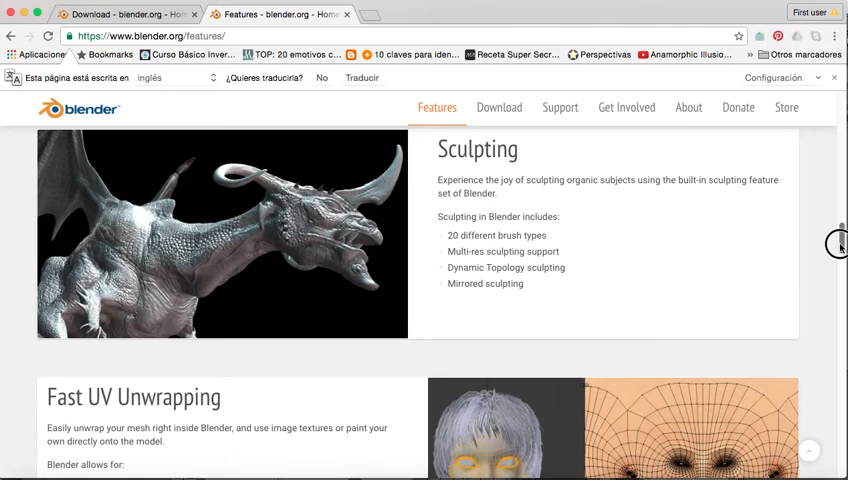 Download - blender.org - Hom
Features - blender.org - Home
First user
https://www.blender.org/features/
Aplicacione
Bookmarks
Curso Básico Inver...
TOP: 20 emotivos c...
10 claves para iden...
Receta Super Secr...
Perspectivas
Anamorphic Illusio...
»
Otros marcadores
Esta página está escrita en
inglés
¿Quieres traducirla?
No
Traducir
Configuración
blender
Features
Download
Support
Get Involved
About
Donate
Store
Sculpting
Experience the joy of sculpting organic subjects using the built-in sculpting feature
set of Blender.
Sculpting in Blender includes:
· 20 different brush types
· Multi-res sculpting support
· Dynamic Topology sculpting
· Mirrored sculpting
Fast UV Unwrapping
Easily unwrap your mesh right inside Blender, and use image textures or paint your
own directly onto the model.
Blender allows for: